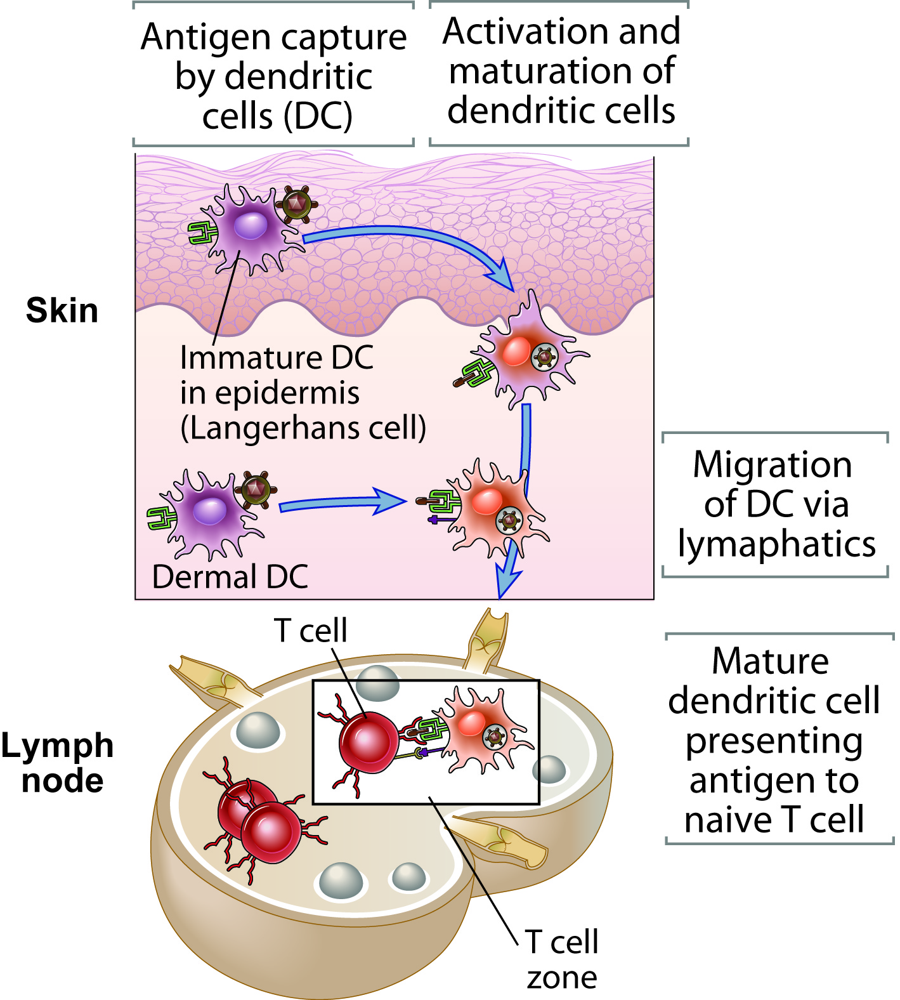 Antigen capture
by dendritic
cells (DC)
Activation and
maturation of
dendritic cells
Skin
Immature DC
in epidermis
(Langerhans cell)
Dermal DC
Migration
of DC via
lymaphatics
T cell
Lymph
node
Mature
dendritic cell
presenting
antigen to
naive T cell
T cell
zone